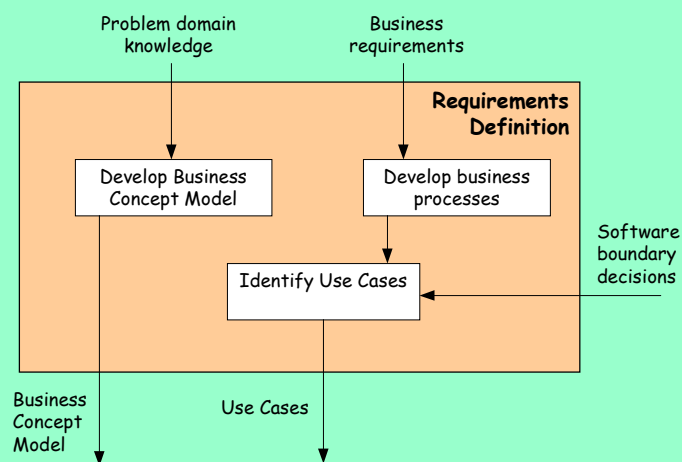 Problem domain
knowledge
Business
requirements
Requirements
Definition
Develop Business
Concept Model
Develop business
processes
Software
boundary
decisions
Identify Use Cases
Business
Concept
Model
Use Cases